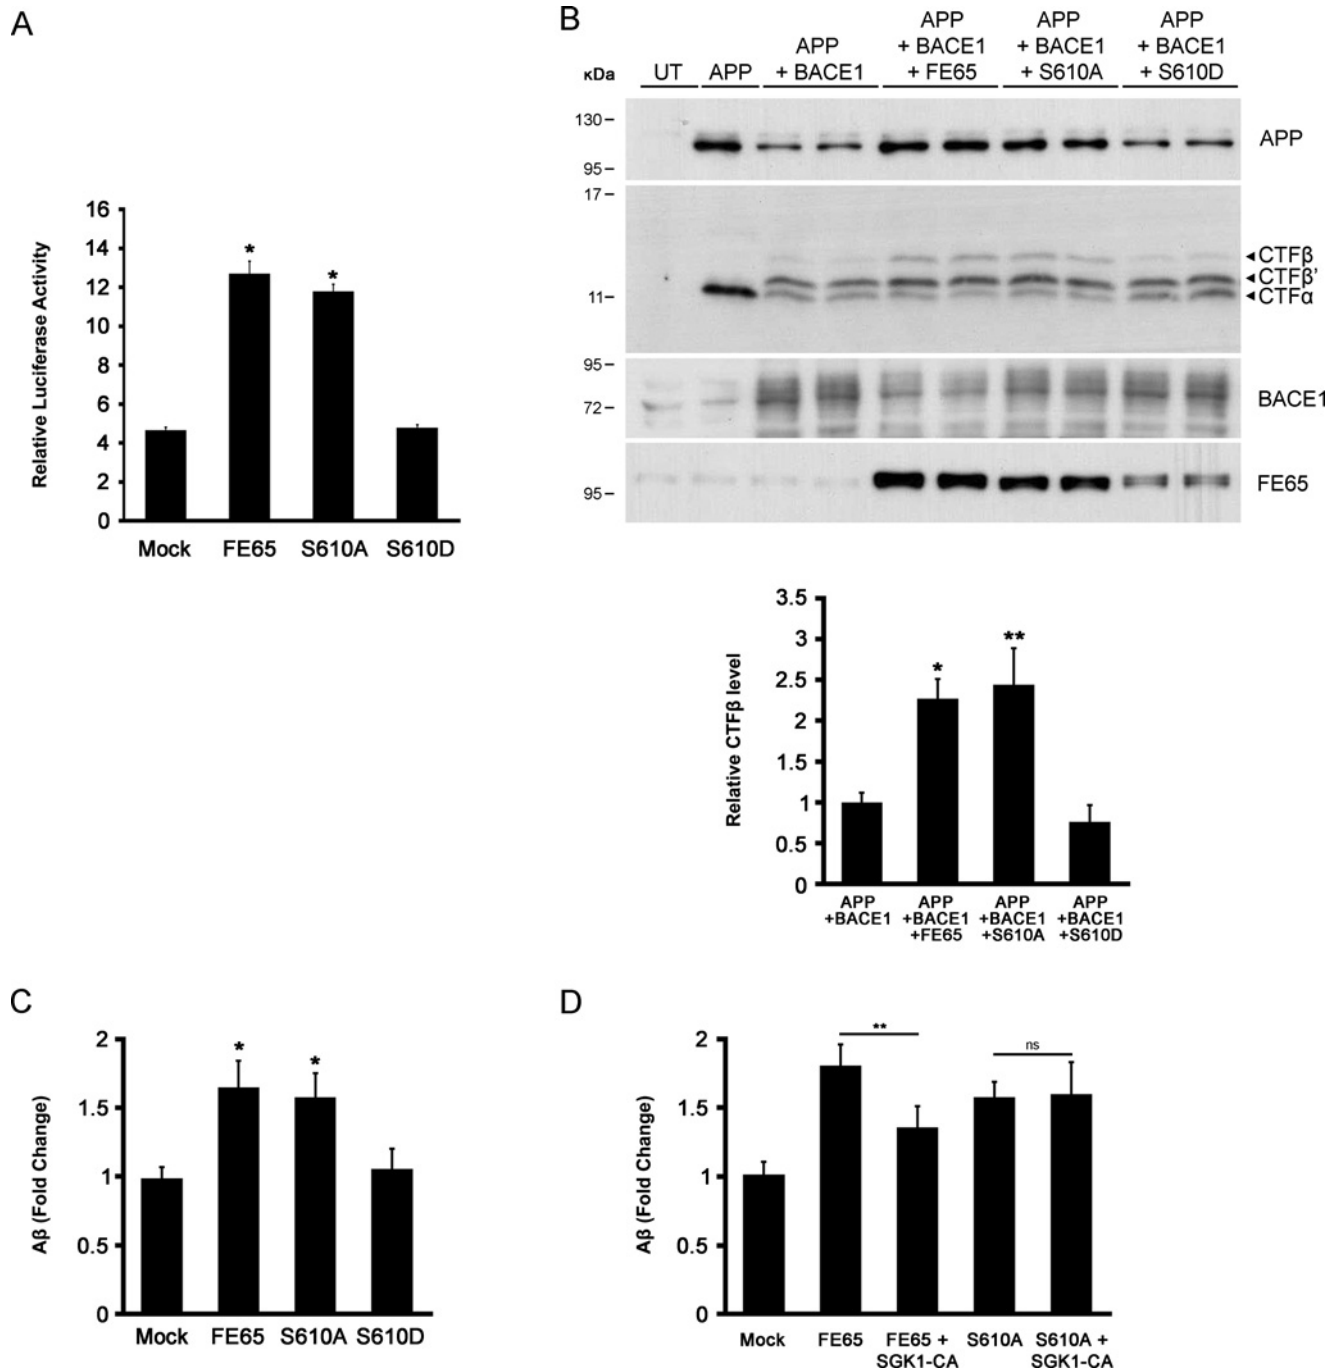 A
Relative Luciferase Activity
16
14
12
10
8
6
4
2
0
*
*
Mock FE65 S610A S610D
B
κDa
UT
APP
APP
+ BACE1
APP
+ BACE1
+ FE65
APP
+ BACE1
+ S610A
APP
+ BACE1
+ S610D
130
95
APP
17
11
CTFβ
CTFβ'
CTFα
95
72
BACE1
95
FE65
Relative CTFβ level
3.5
3
2.5
2
1.5
1
0.5
0
*
**
APP
+BACE1
APP
+BACE1
+FE65
APP
+BACE1
+S610A
APP
+BACE1
+S610D
C
Aβ (Fold Change)
2
1.5
1
0.5
0
*
*
Mock FE65 S610A S610D
D
Aβ (Fold Change)
2
1.5
1
0.5
0
**
ns
Mock
FE65
FE65 +
SGK1-CA
S610A
S610A +
SGK1-CA